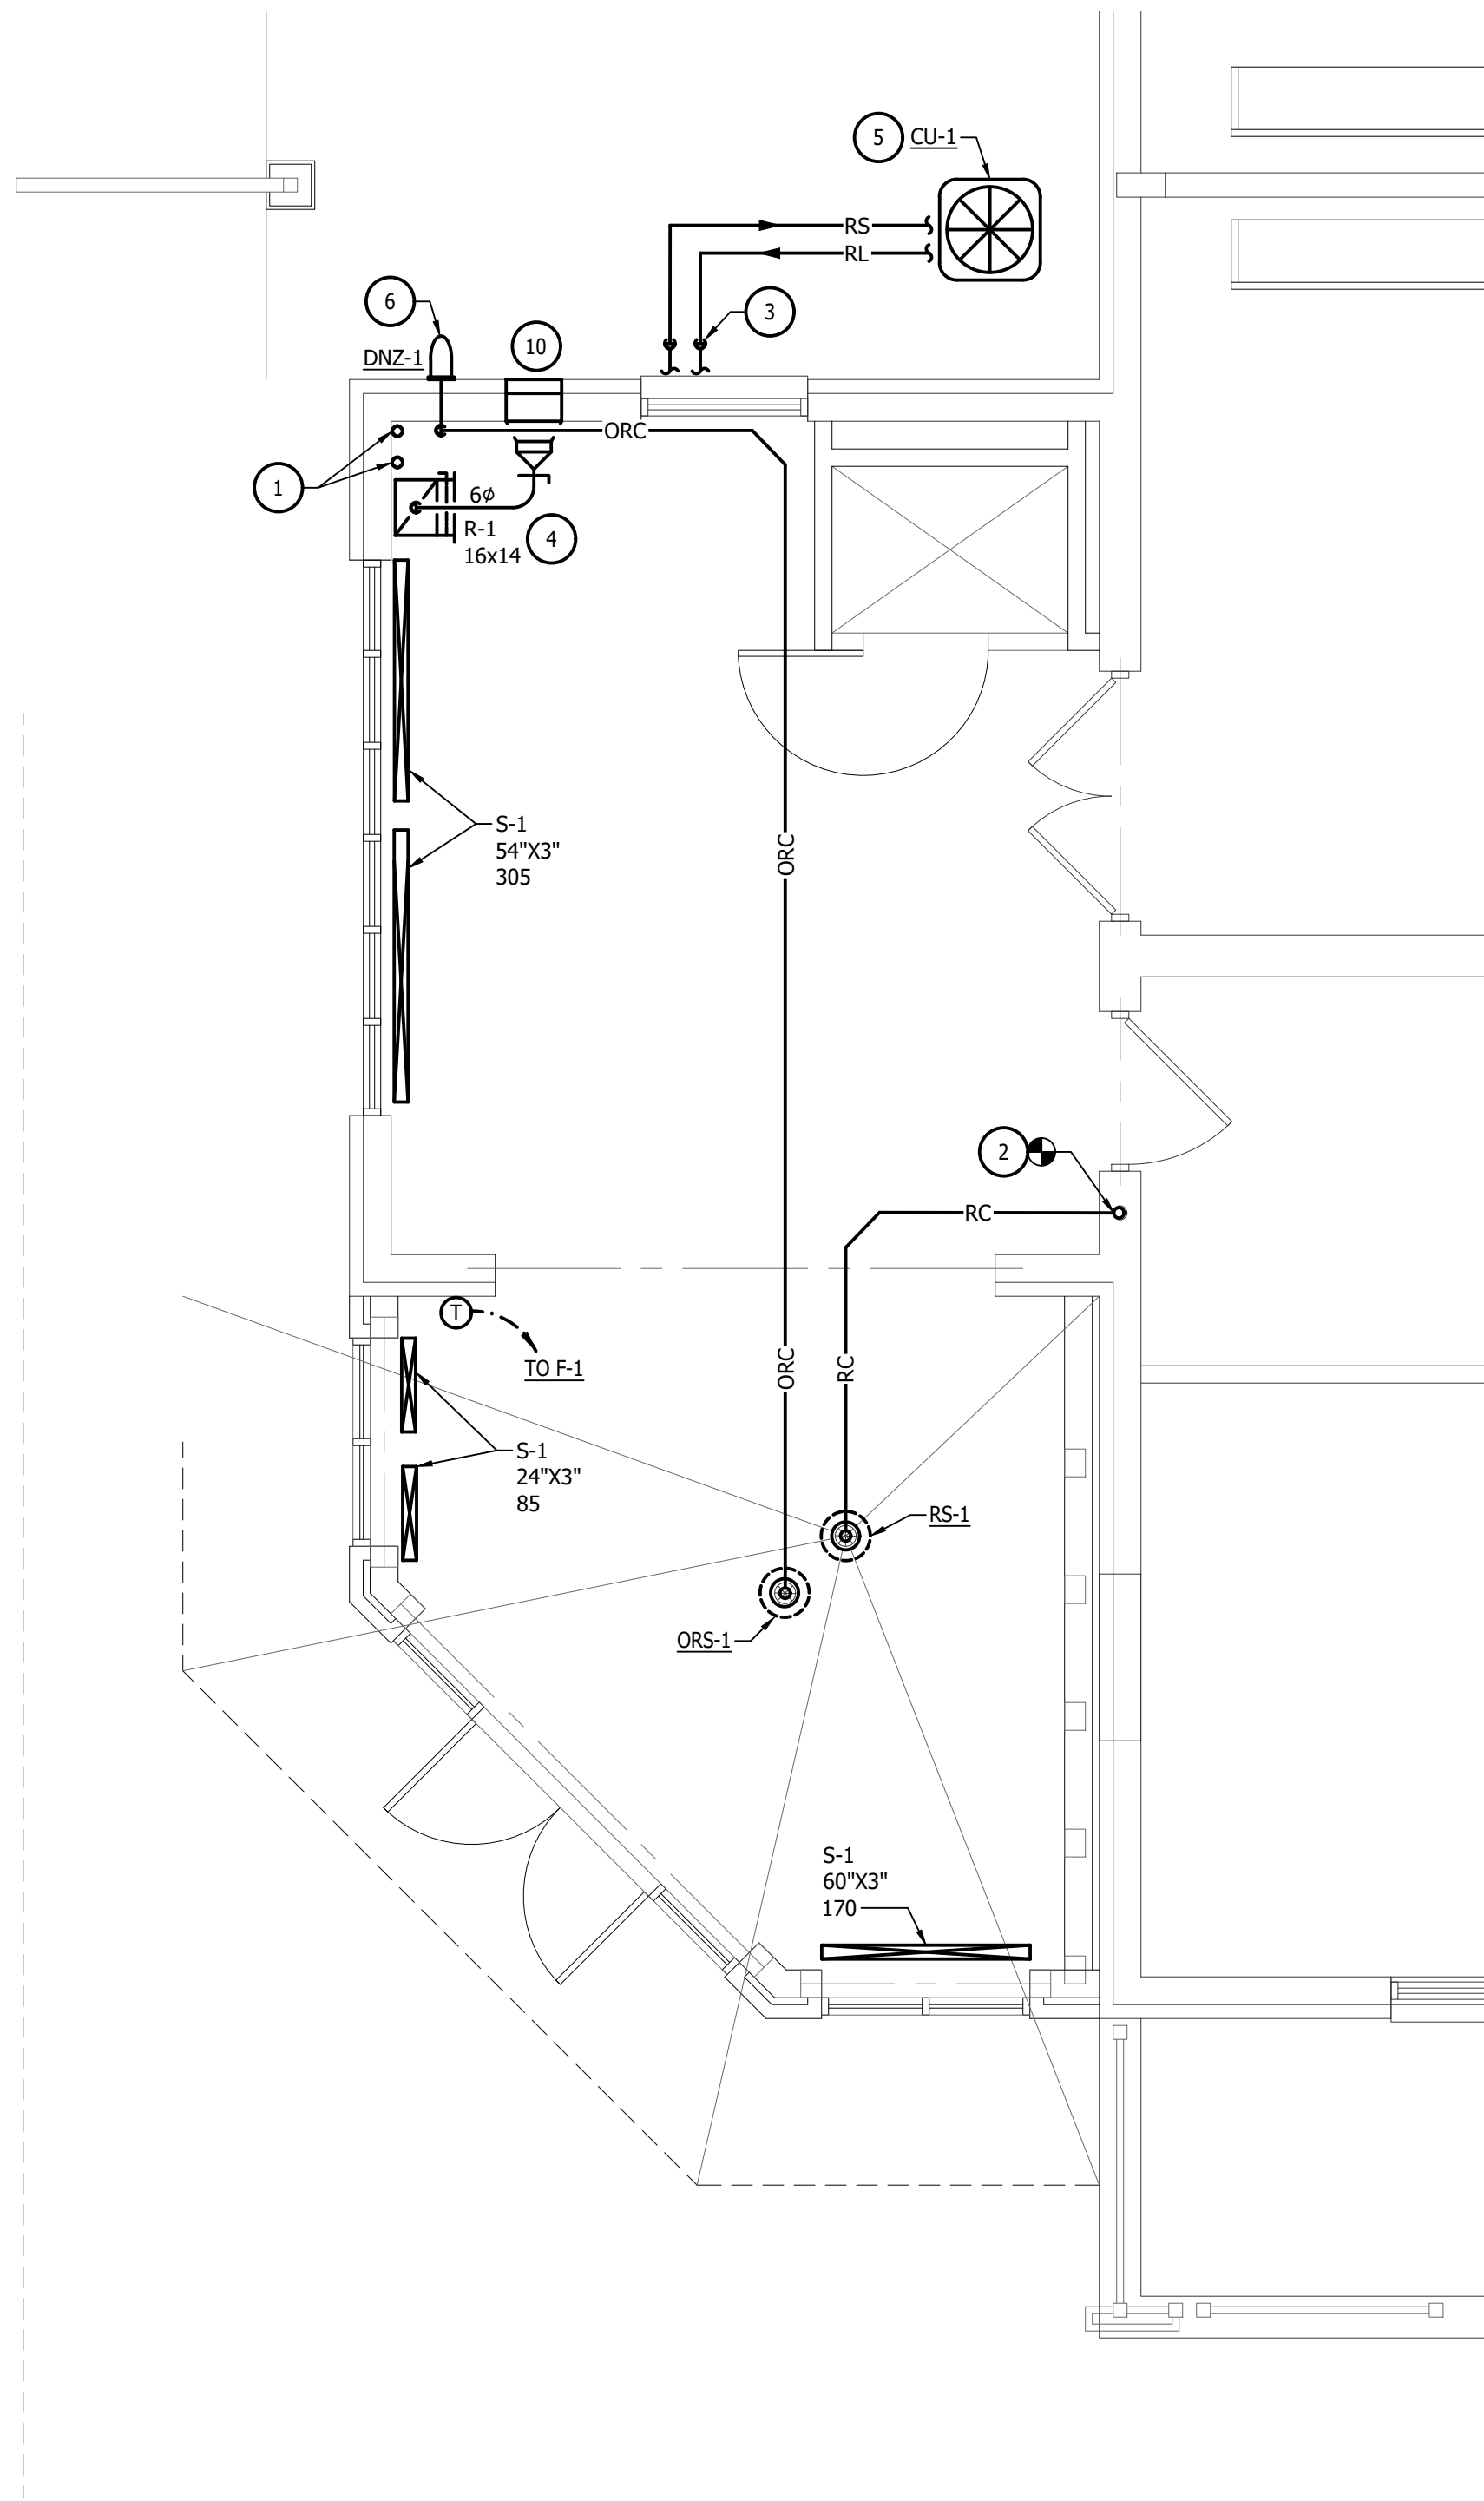 5 CU-1
RS
RL
3
6
DNZ-1
10
ORC
1
6⌀
R-1
16x14
4
S-1
54"X3"
305
ORC
2
RC
T
TO F-1
ORC
RC
S-1
24"X3"
85
RS-1
ORS-1
S-1
60"X3"
170